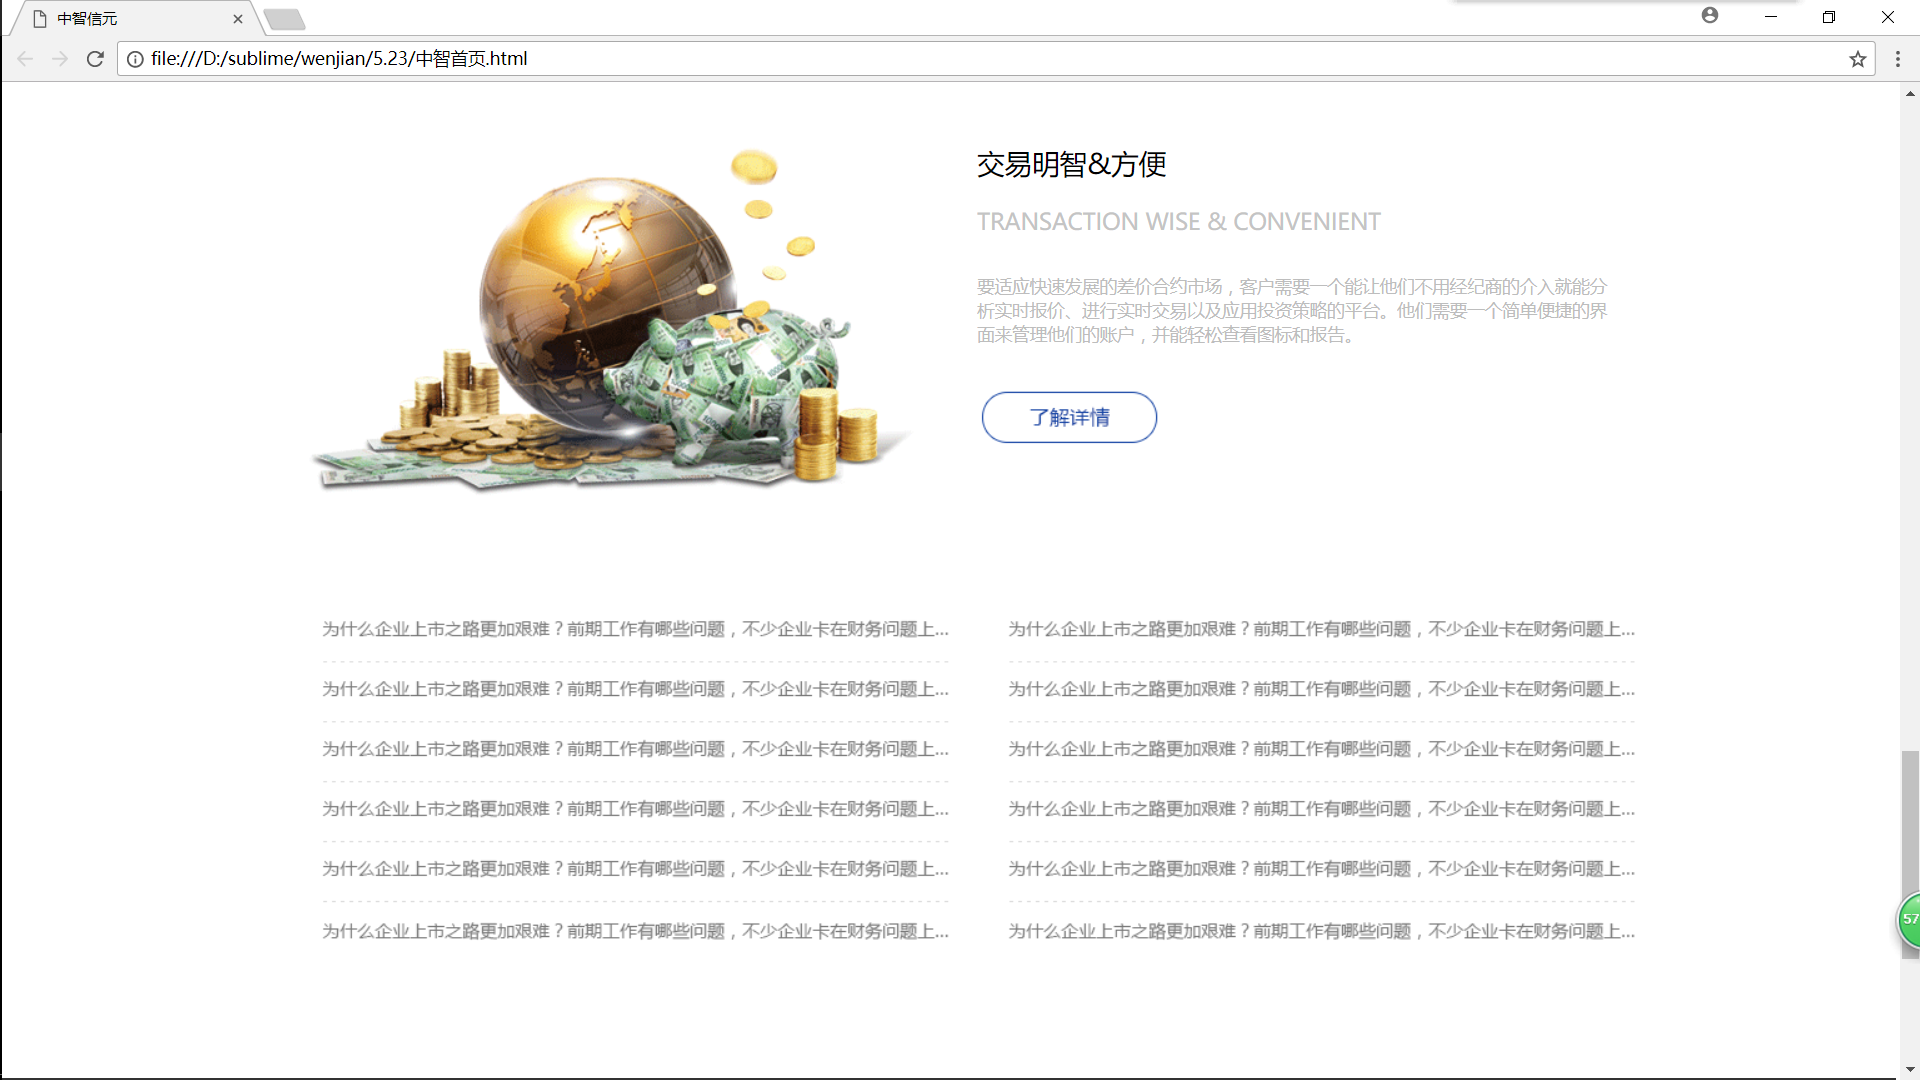 中智信元
file:///D:/sublime/wenjian/5.23/中智首页.html
交易明智&方便
TRANSACTION WISE & CONVENIENT
要适应快速发展的差价合约市场，客户需要一个能让他们不用经纪商的介入就能分
析实时报价、进行实时交易以及应用投资策略的平台。他们需要一个简单便捷的界
面来管理他们的账户，并能轻松查看图标和报告。
了解详情
为什么企业上市之路更加艰难？前期工作有哪些问题，不少企业卡在财务问题上...
为什么企业上市之路更加艰难？前期工作有哪些问题，不少企业卡在财务问题上...
为什么企业上市之路更加艰难？前期工作有哪些问题，不少企业卡在财务问题上...
为什么企业上市之路更加艰难？前期工作有哪些问题，不少企业卡在财务问题上...
为什么企业上市之路更加艰难？前期工作有哪些问题，不少企业卡在财务问题上...
为什么企业上市之路更加艰难？前期工作有哪些问题，不少企业卡在财务问题上...
为什么企业上市之路更加艰难？前期工作有哪些问题，不少企业卡在财务问题上...
为什么企业上市之路更加艰难？前期工作有哪些问题，不少企业卡在财务问题上...
为什么企业上市之路更加艰难？前期工作有哪些问题，不少企业卡在财务问题上...
为什么企业上市之路更加艰难？前期工作有哪些问题，不少企业卡在财务问题上...
为什么企业上市之路更加艰难？前期工作有哪些问题，不少企业卡在财务问题上...
为什么企业上市之路更加艰难？前期工作有哪些问题，不少企业卡在财务问题上...
57